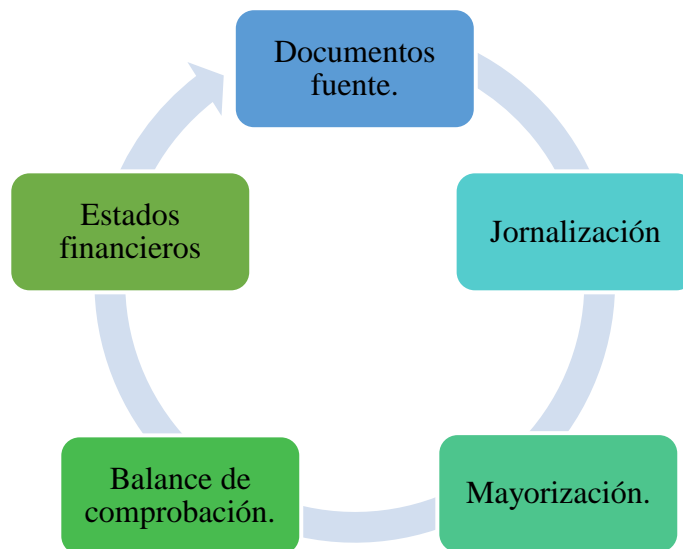 Documentos
fuente.
Jornalización
Mayorización.
Balance de
comprobación.
Estados
financieros